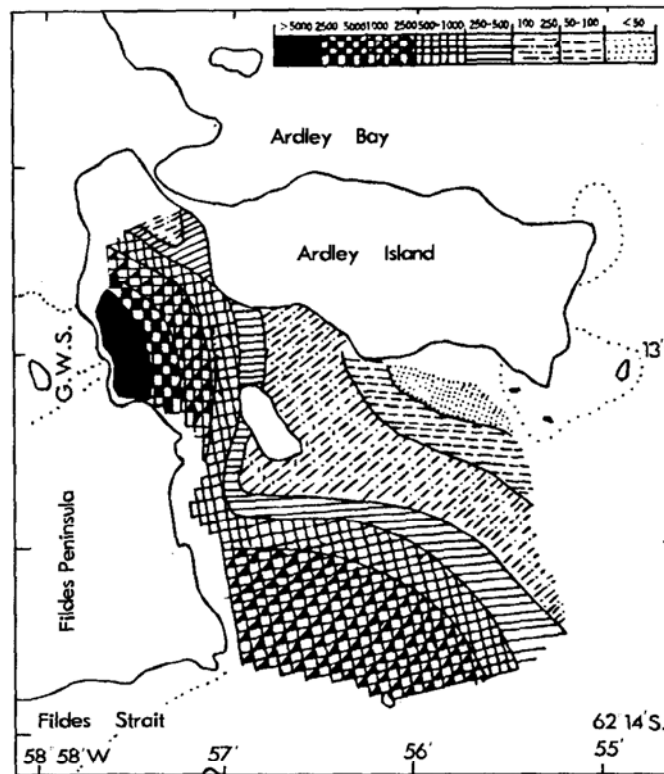 >5000 2500 5000 1000 2500 500-1000 250-500 100 250 50-100 <50
Ardley Bay
Ardley Island
13'
G.W.S.
Fildes Peninsula
Fildes Strait
62 14' S.
58 58' W 57' 56' 55'